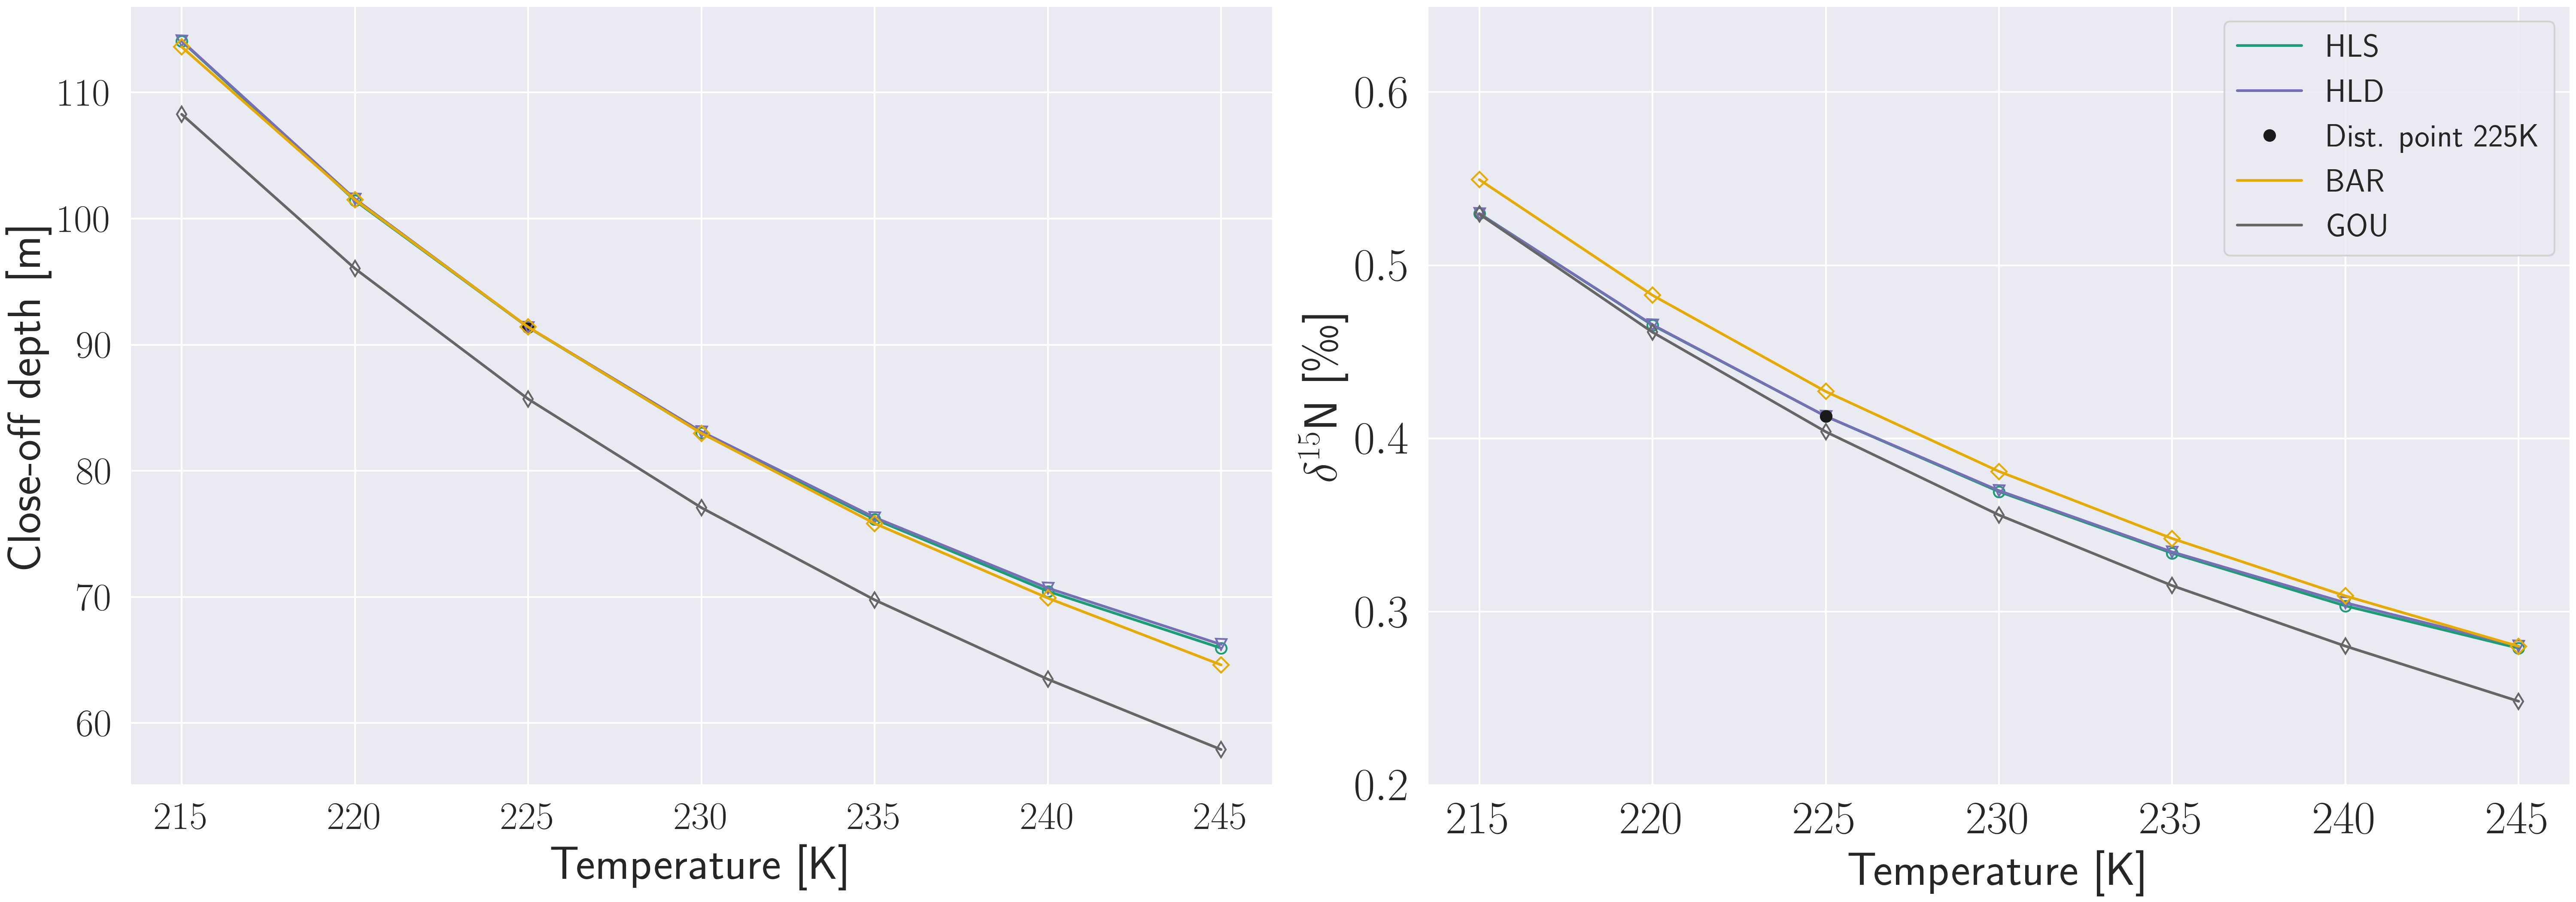 Close-off depth [m]
110
100
90
80
70
60
215 220 225 230 235 240 245
Temperature [K]
δ¹⁵N [‰]
0.6
0.5
0.4
0.3
0.2
215 220 225 230 235 240 245
Temperature [K]
HLS
HLD
Dist. point 225K
BAR
GOU